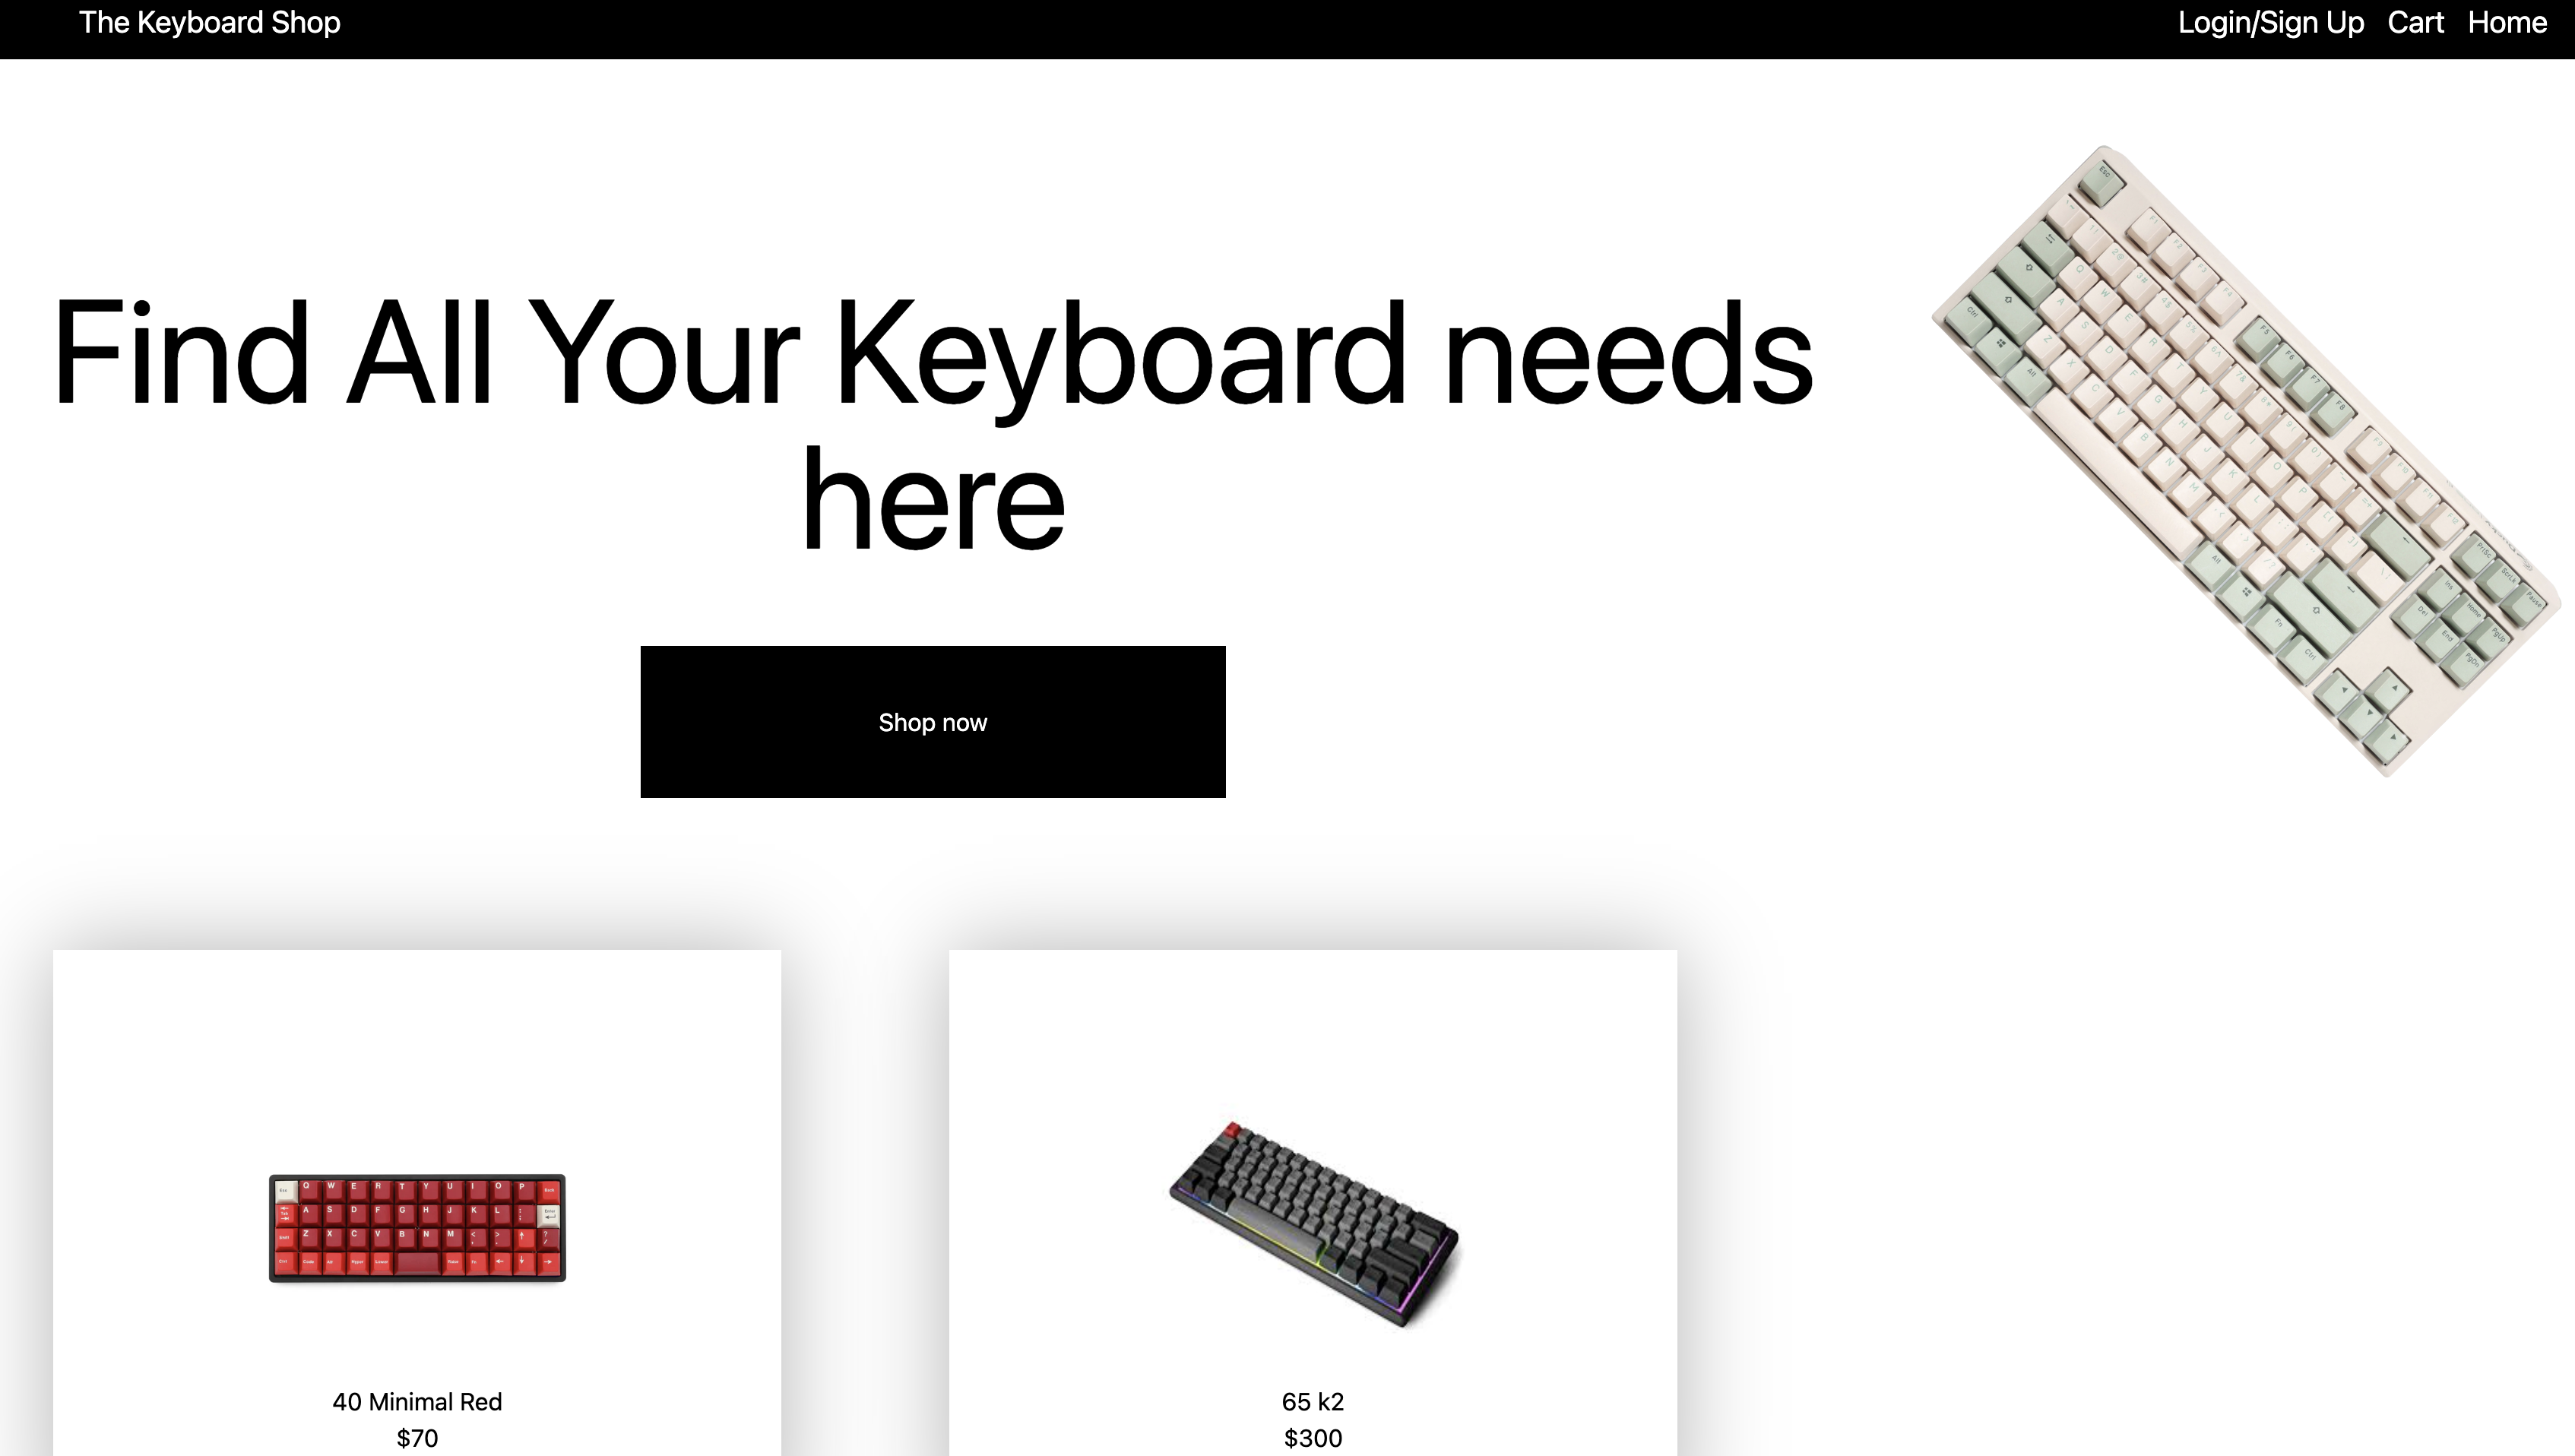 The Keyboard Shop
Login/Sign Up Cart Home
Find All Your Keyboard needs
here
Shop now
Esc
Q W E R T Y U I O P
A S D F G H J K L
Z X C V B N M
40 Minimal Red
$70
65 k2
$300